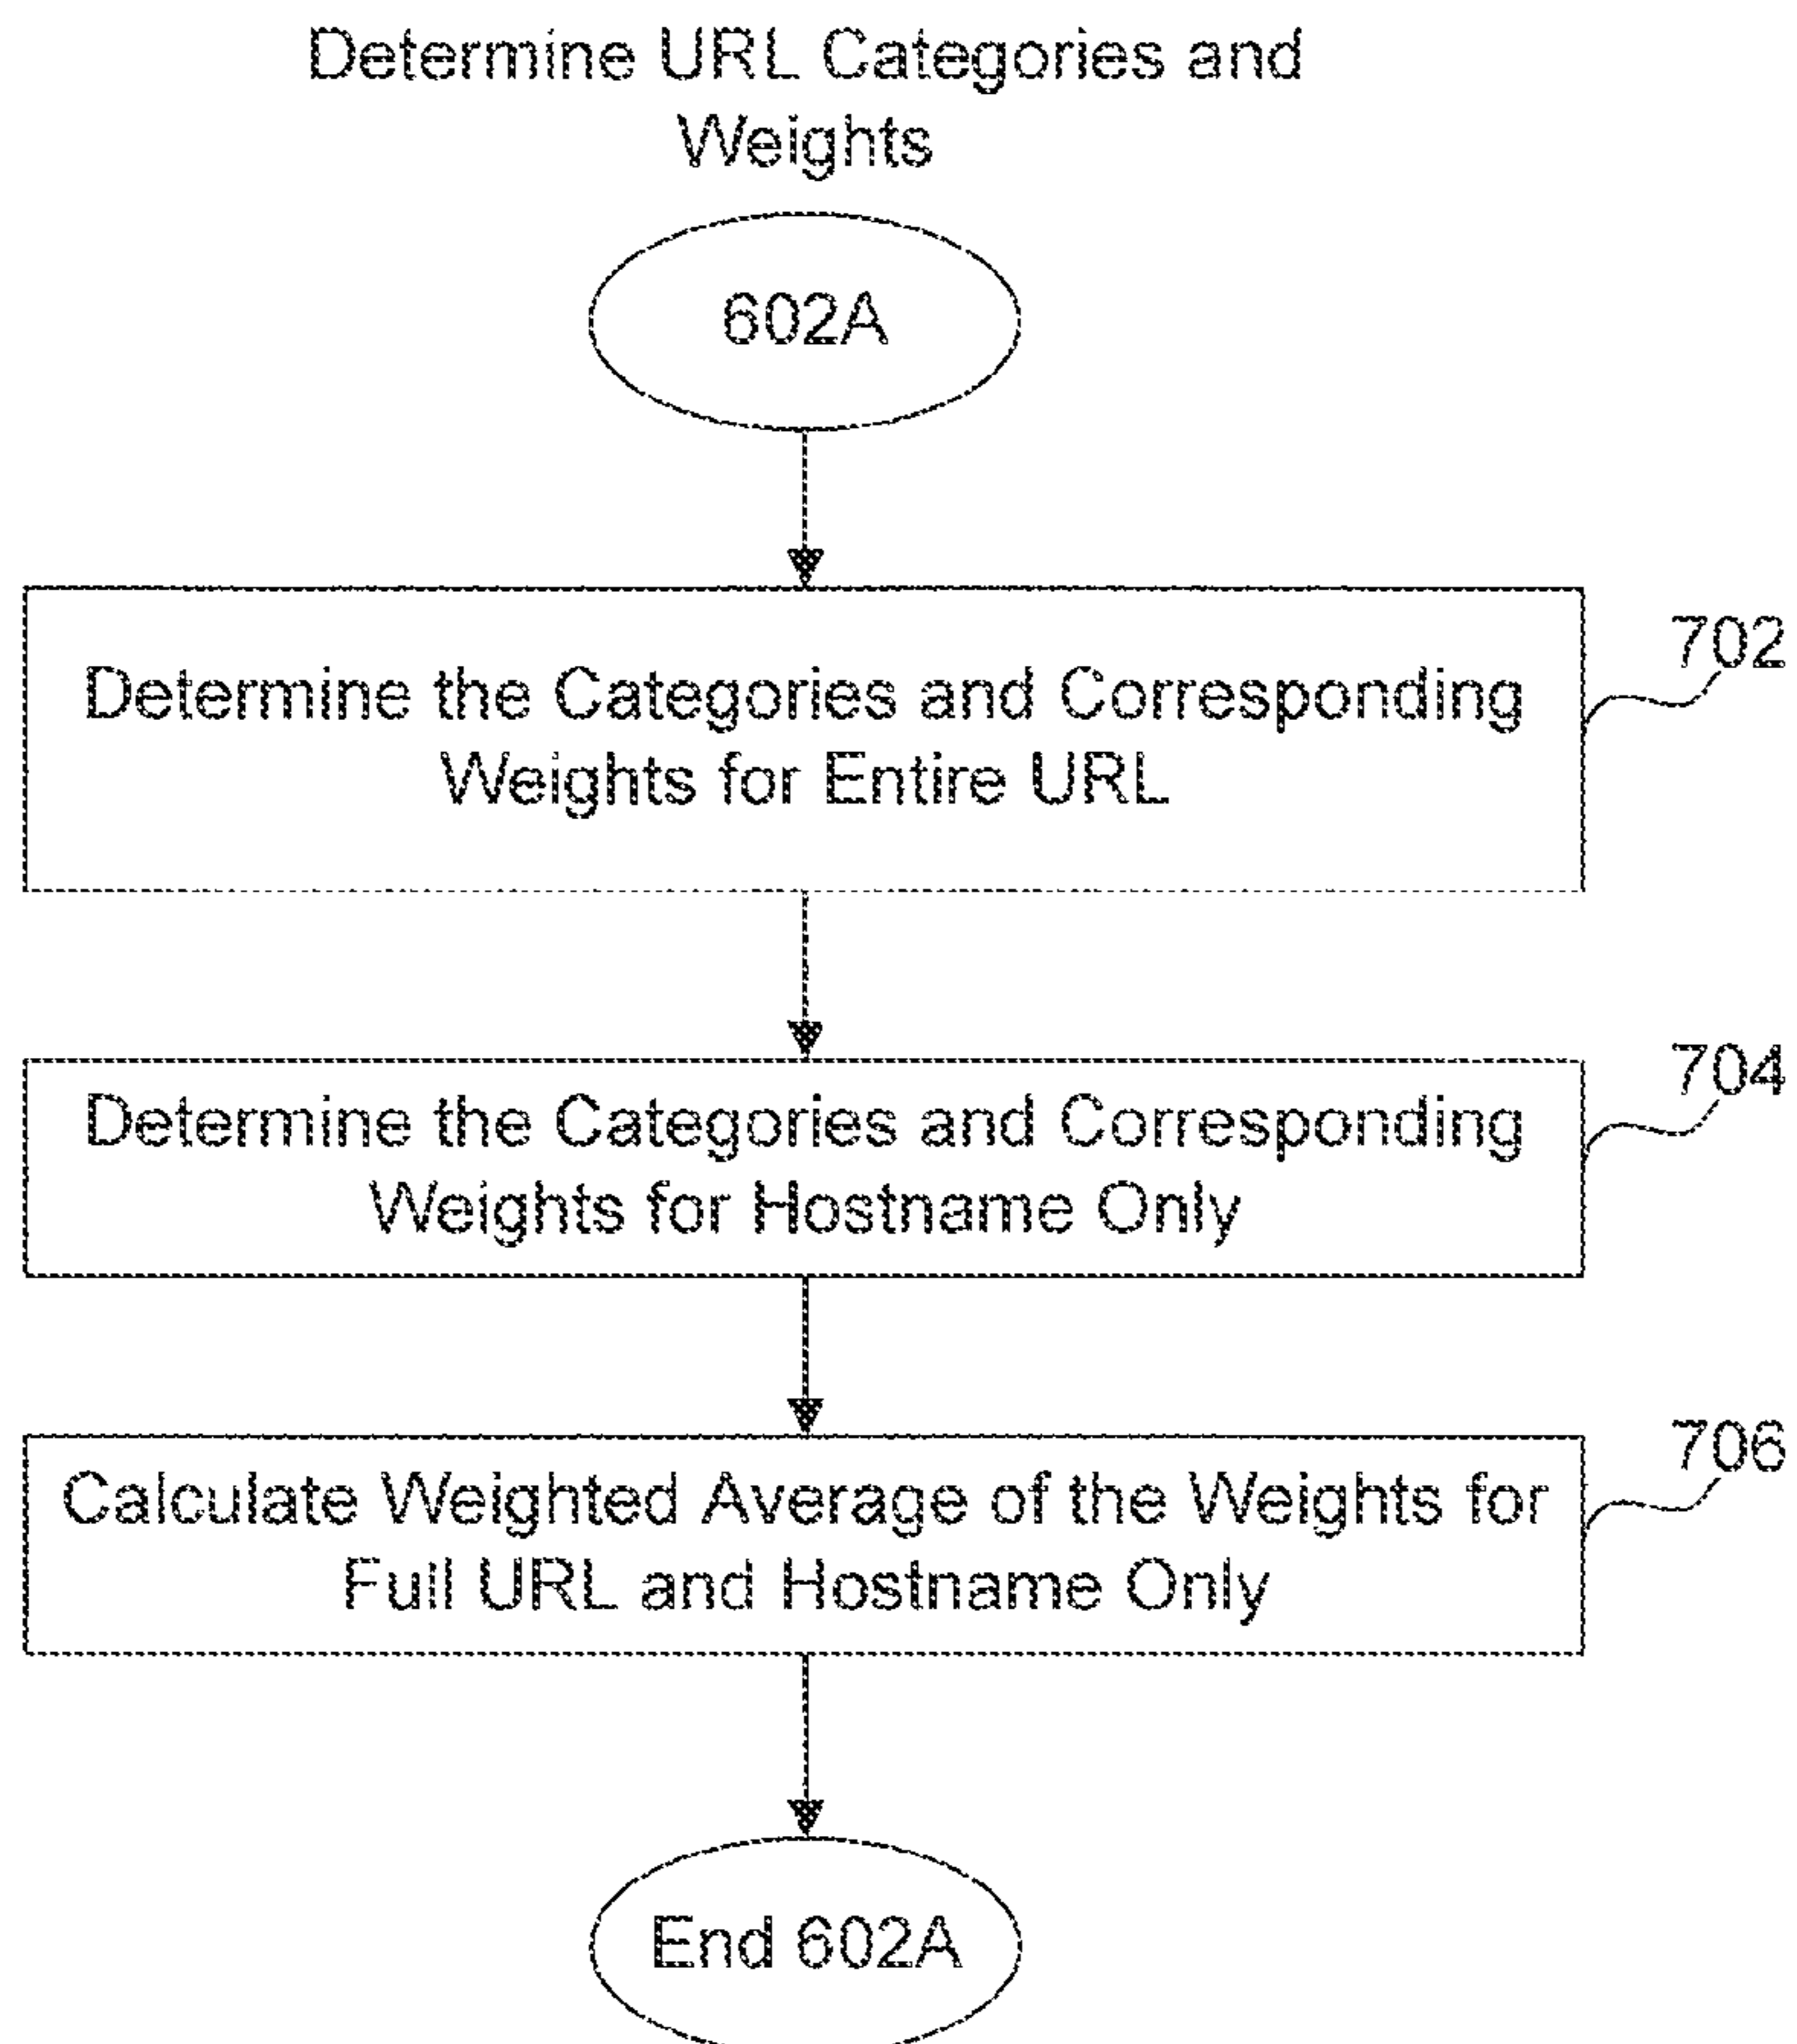 Determine URL Categories and
Weights
602A
702
Determine the Categories and Corresponding
Weights for Entire URL
704
Determine the Categories and Corresponding
Weights for Hostname Only
706
Calculate Weighted Average of the Weights for
Full URL and Hostname Only
End 602A